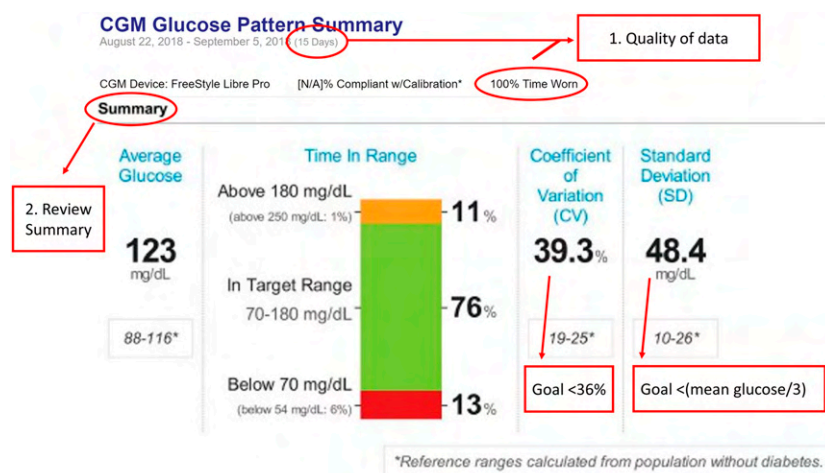 CGM Glucose Pattern Summary
August 22, 2018 - September 5, 2018 (15 Days)
1. Quality of data
CGM Device: FreeStyle Libre Pro [N/A]% Compliant w/Calibration* 100% Time Worn
Summary
2. Review
Summary
Average
Glucose
123
mg/dL
88-116*
Time In Range
Above 180 mg/dL
(above 250 mg/dL: 1%)
11%
In Target Range
70-180 mg/dL
76%
Below 70 mg/dL
(below 54 mg/dL: 6%)
13%
Coefficient
of
Variation
(CV)
39.3%
19-25*
Goal <36%
Standard
Deviation
(SD)
48.4
mg/dL
10-26*
Goal <(mean glucose/3)
*Reference ranges calculated from population without diabetes.